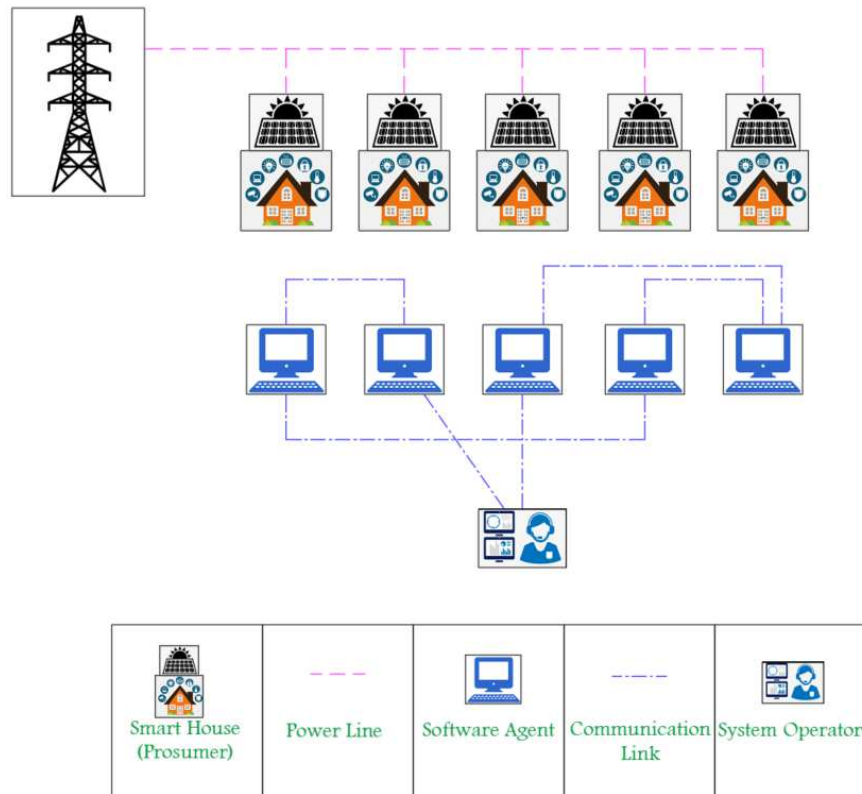 Smart House
(Prosumer)
Power Line
Software Agent
Communication
Link
System Operator